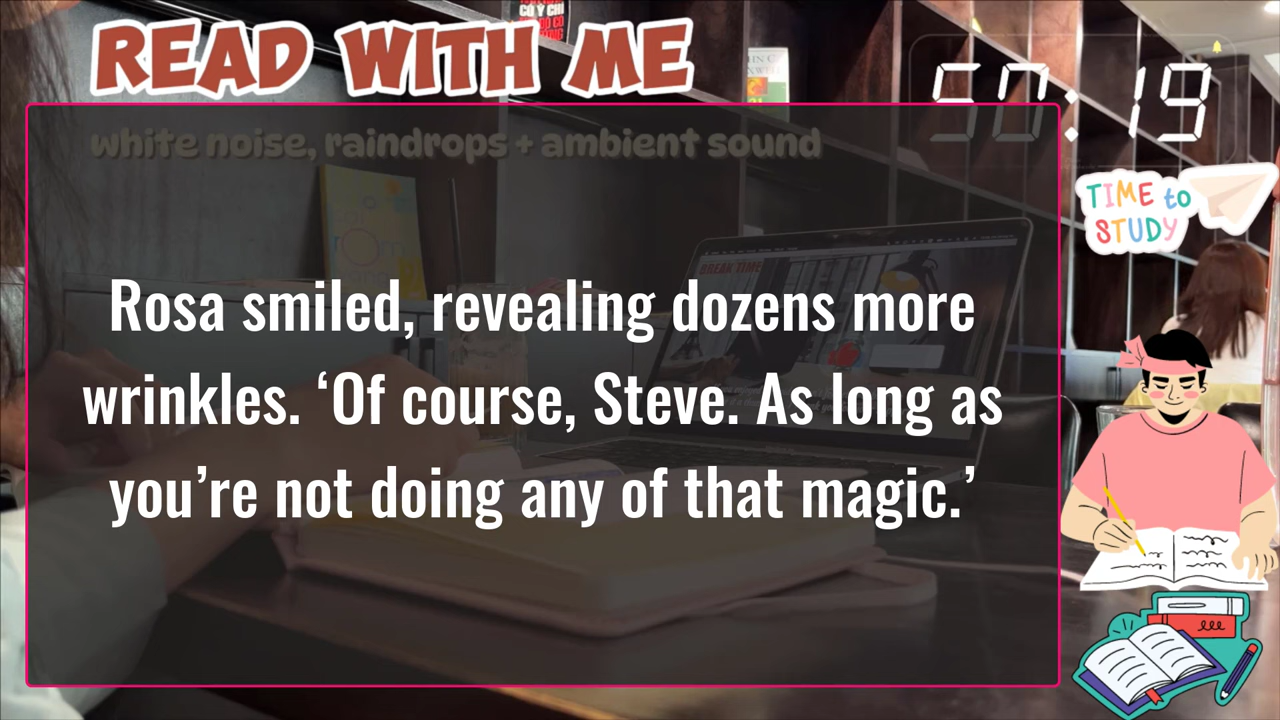 READ WITH ME
50:19
white noise, raindrops + ambient sound
TIME to
STUDY
BREAK TIME
Rosa smiled, revealing dozens more
wrinkles. ‘Of course, Steve. As long as
you’re not doing any of that magic.’